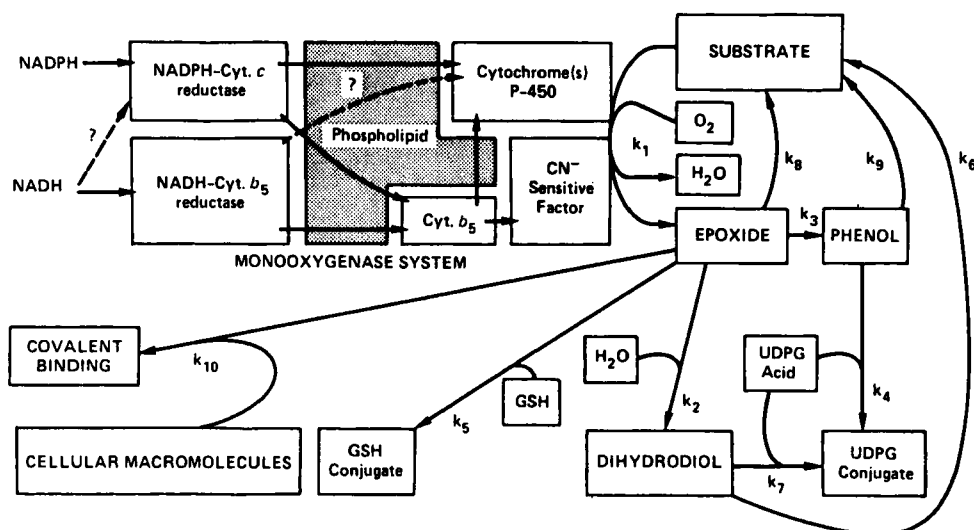 NADPH
NADPH-Cyt. c
reductase
?
Phospholipid
Cytochrome(s)
P-450
SUBSTRATE
O2
k1
H2O
k8
k9
k6
?
NADH
NADH-Cyt. b5
reductase
Cyt. b5
CN−
Sensitive
Factor
EPOXIDE
k3
PHENOL
MONOOXYGENASE SYSTEM
COVALENT
BINDING
k10
CELLULAR MACROMOLECULES
k5
GSH
GSH
Conjugate
H2O
k2
UDPG
Acid
k4
DIHYDRODIOL
k7
UDPG
Conjugate